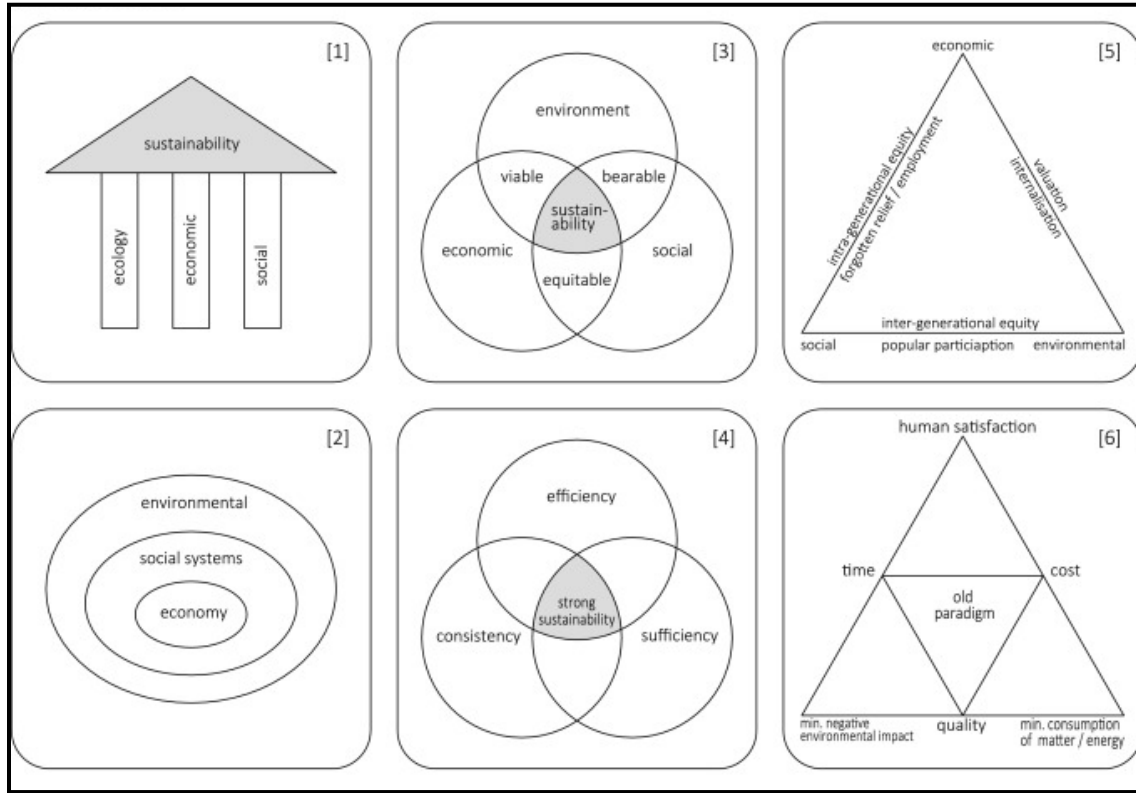 [1]
sustainability
ecology
economic
social
[3]
environment
viable
bearable
sustain-
ability
economic
social
equitable
[5]
economic
intra-generational equity
forgotten relief / employment
valuation
internalisation
inter-generational equity
social
popular particiaption
environmental
[2]
environmental
social systems
economy
[4]
efficiency
strong
sustainability
consistency
sufficiency
[6]
human satisfaction
time
cost
old
paradigm
min. negative
environmental impact
quality
min. consumption
of matter / energy